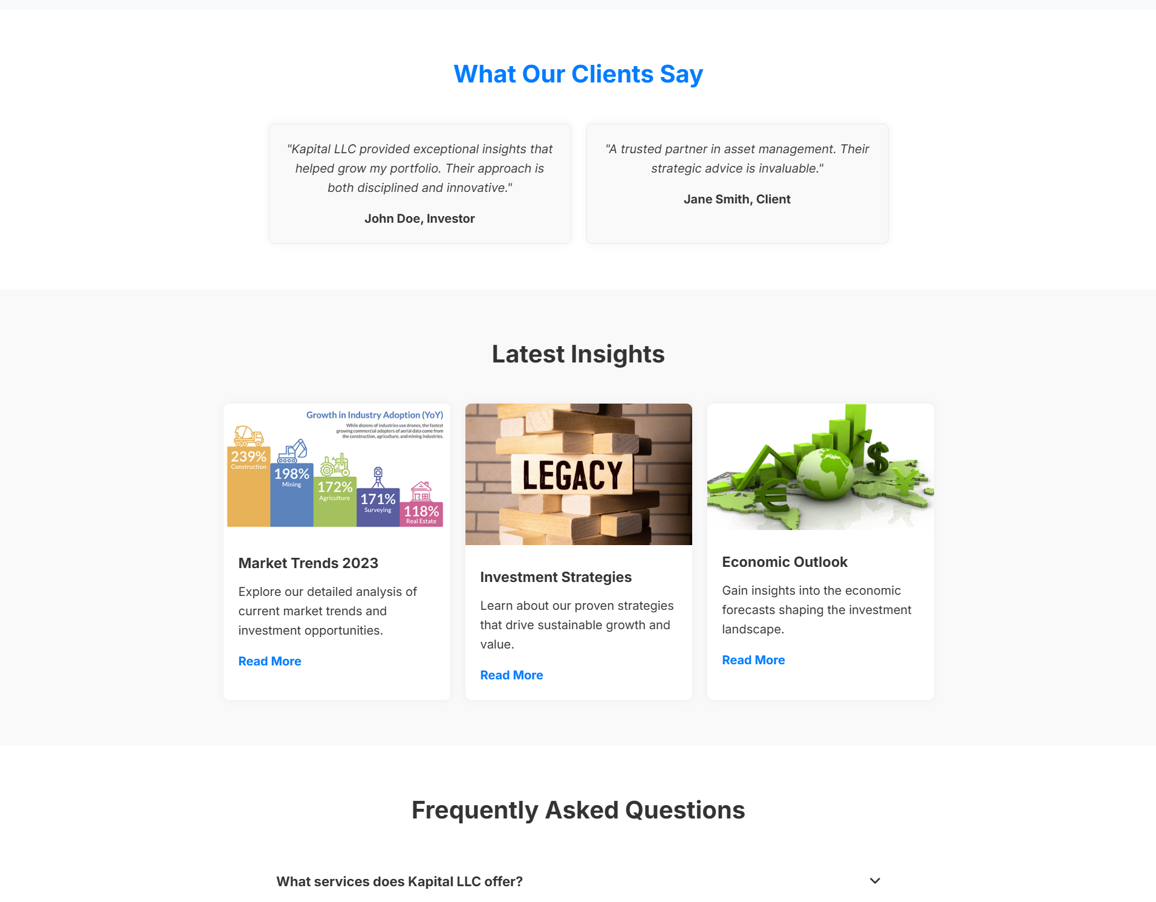 What Our Clients Say
"Kapital LLC provided exceptional insights that
helped grow my portfolio. Their approach is
both disciplined and innovative."
John Doe, Investor
"A trusted partner in asset management. Their
strategic advice is invaluable."
Jane Smith, Client
Latest Insights
Growth in Industry Adoption (YoY)
While dozens of industries use drones, the fastest
growing commercial adopters of aerial data come from
the construction, agriculture, and mining industries.
239%
Construction
198%
Mining
172%
Agriculture
171%
Surveying
118%
Real Estate
Market Trends 2023
Explore our detailed analysis of
current market trends and
investment opportunities.
Read More
LEGACY
Investment Strategies
Learn about our proven strategies
that drive sustainable growth and
value.
Read More
€
$
¥
Economic Outlook
Gain insights into the economic
forecasts shaping the investment
landscape.
Read More
Frequently Asked Questions
What services does Kapital LLC offer?